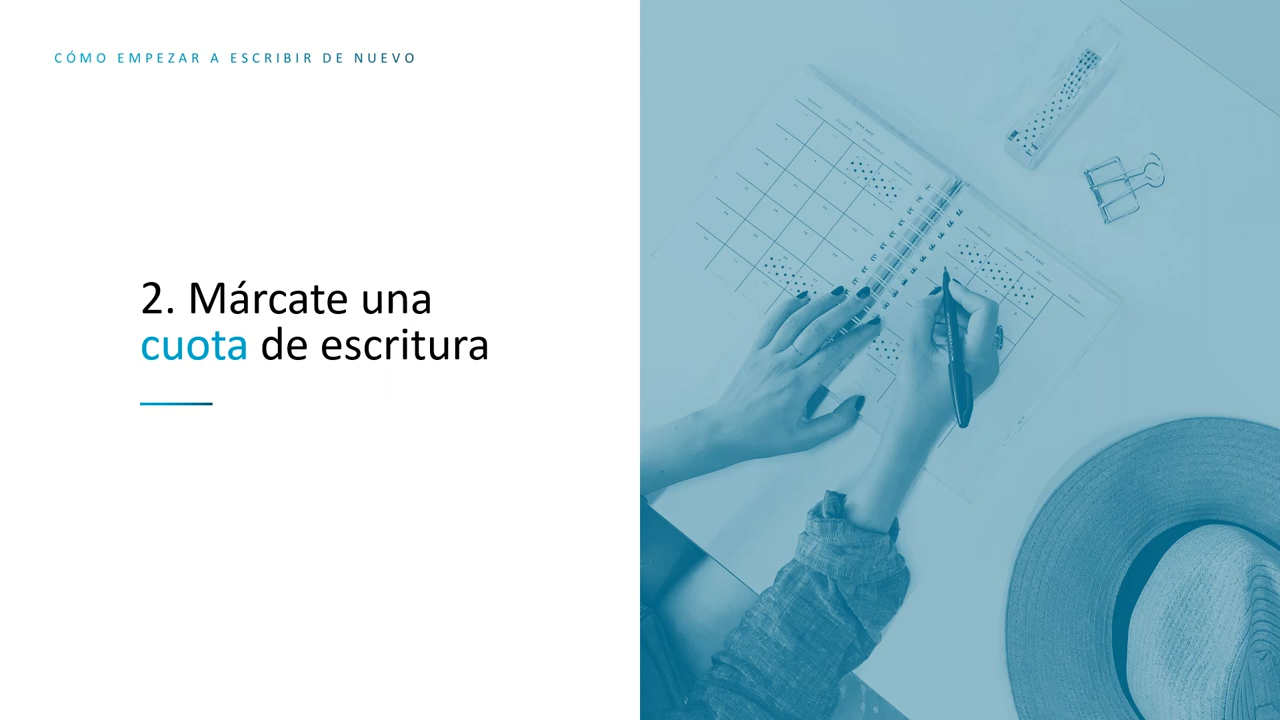 CÓMO EMPEZAR A ESCRIBIR DE NUEVO
2. Márcate una
cuota de escritura